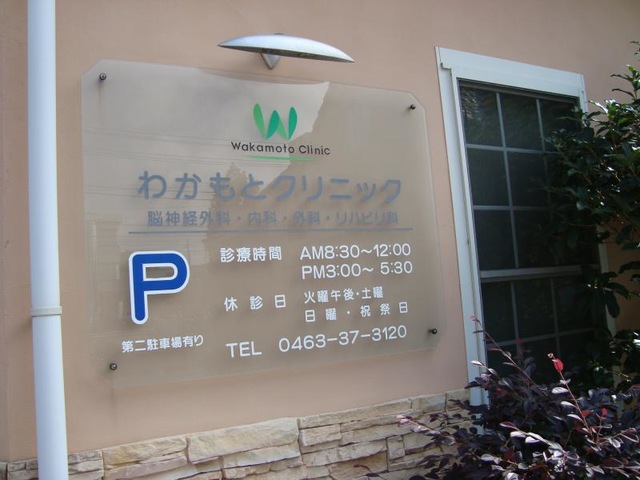 W
Wakamoto Clinic
わかもとクリニック
脳神経外科・内科・外科・リハビリ科
診療時間 AM8:30～12:00
PM3:00～ 5:30
休診日 火曜午後・土曜
日曜・祝祭日
P
第二駐車場有り
TEL 0463-37-3120